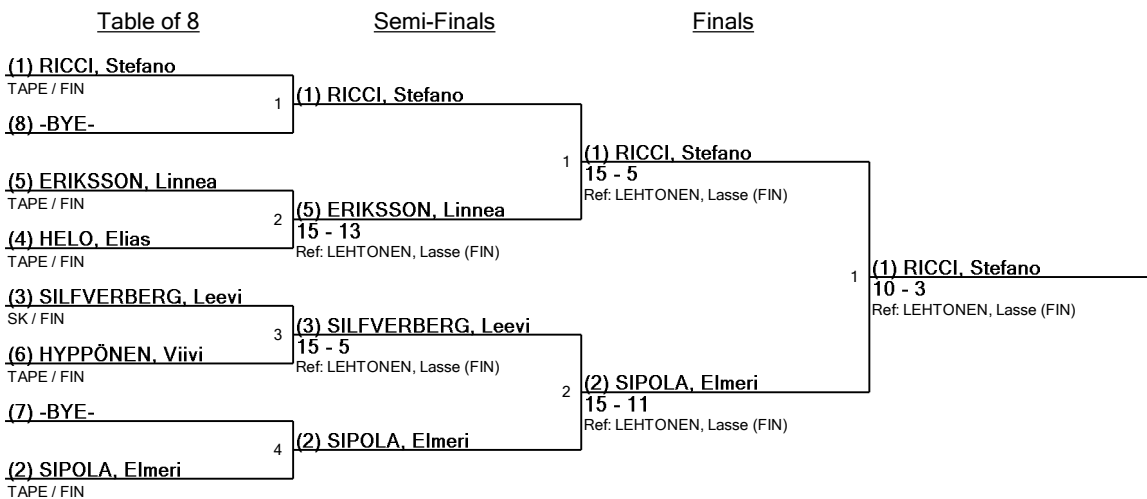 Table of 8
Semi-Finals
Finals
(1) RICCI, Stefano
TAPE / FIN
(8) -BYE-
(5) ERIKSSON, Linnea
TAPE / FIN
(4) HELO, Elias
TAPE / FIN
(3) SILFVERBERG, Leevi
SK / FIN
(6) HYPPÖNEN, Viivi
TAPE / FIN
(7) -BYE-
(2) SIPOLA, Elmeri
TAPE / FIN
1
(1) RICCI, Stefano
2
(5) ERIKSSON, Linnea
15 - 13
Ref: LEHTONEN, Lasse (FIN)
3
(3) SILFVERBERG, Leevi
15 - 5
Ref: LEHTONEN, Lasse (FIN)
4
(2) SIPOLA, Elmeri
1
(1) RICCI, Stefano
15 - 5
Ref: LEHTONEN, Lasse (FIN)
2
(2) SIPOLA, Elmeri
15 - 11
Ref: LEHTONEN, Lasse (FIN)
1
(1) RICCI, Stefano
10 - 3
Ref: LEHTONEN, Lasse (FIN)